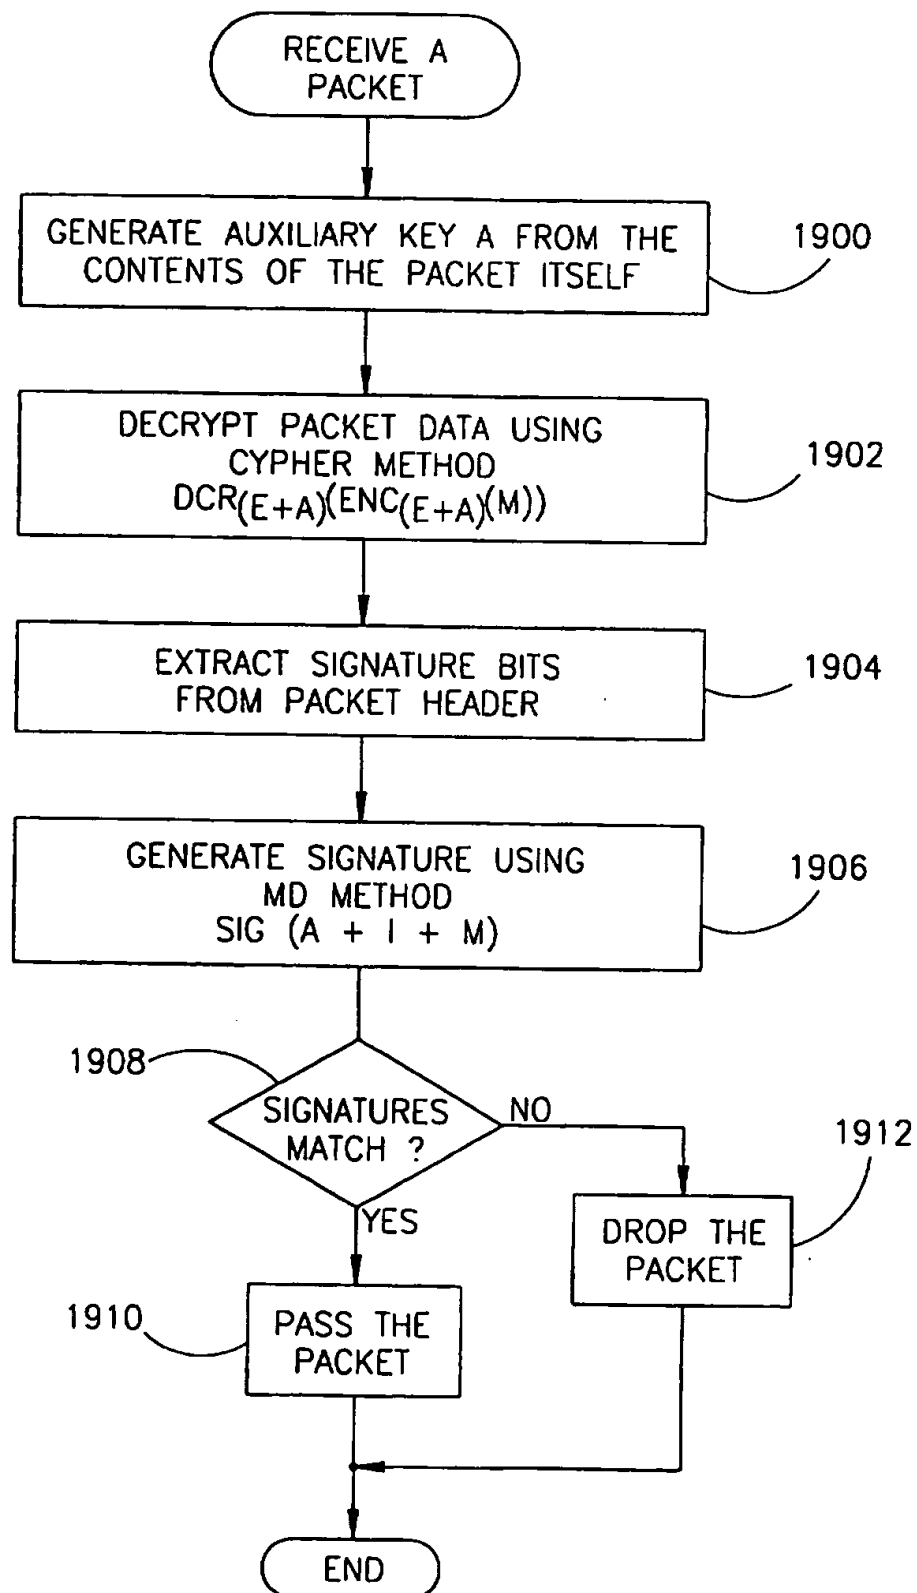 RECEIVE A
PACKET
GENERATE AUXILIARY KEY A FROM THE
CONTENTS OF THE PACKET ITSELF
1900
DECRYPT PACKET DATA USING
CYPHER METHOD
DCR(E+A)(ENC(E+A)(M))
1902
EXTRACT SIGNATURE BITS
FROM PACKET HEADER
1904
GENERATE SIGNATURE USING
MD METHOD
SIG (A + I + M)
1906
1908
SIGNATURES
MATCH ?
NO
YES
1912
DROP THE
PACKET
1910
PASS THE
PACKET
END